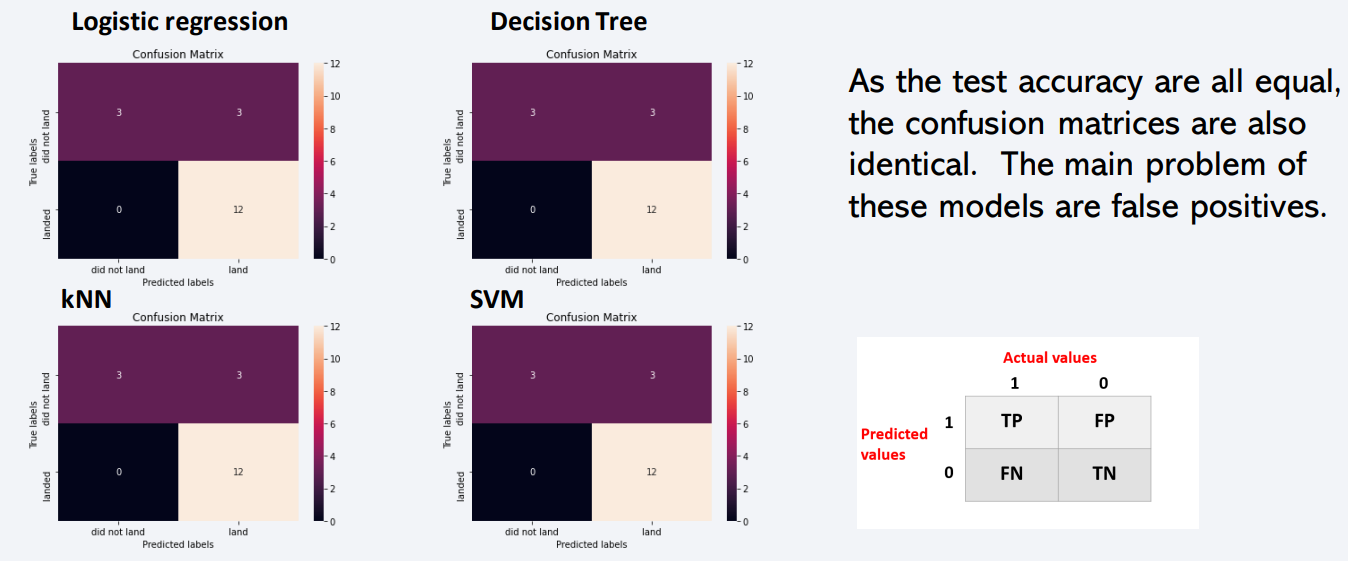 Logistic regression
Confusion Matrix
True labels
did not land
landed
3 3
0 12
did not land land
Predicted labels
12
10
8
6
4
2
0
Decision Tree
Confusion Matrix
True labels
did not land
landed
3 3
0 12
did not land land
Predicted labels
12
10
8
6
4
2
0
kNN
Confusion Matrix
True labels
did not land
landed
3 3
0 12
did not land land
Predicted labels
12
10
8
6
4
2
0
SVM
Confusion Matrix
True labels
did not land
landed
3 3
0 12
did not land land
Predicted labels
12
10
8
6
4
2
0
As the test accuracy are all equal,
the confusion matrices are also
identical. The main problem of
these models are false positives.
Actual values
1 0
Predicted
values
1 TP FP
0 FN TN